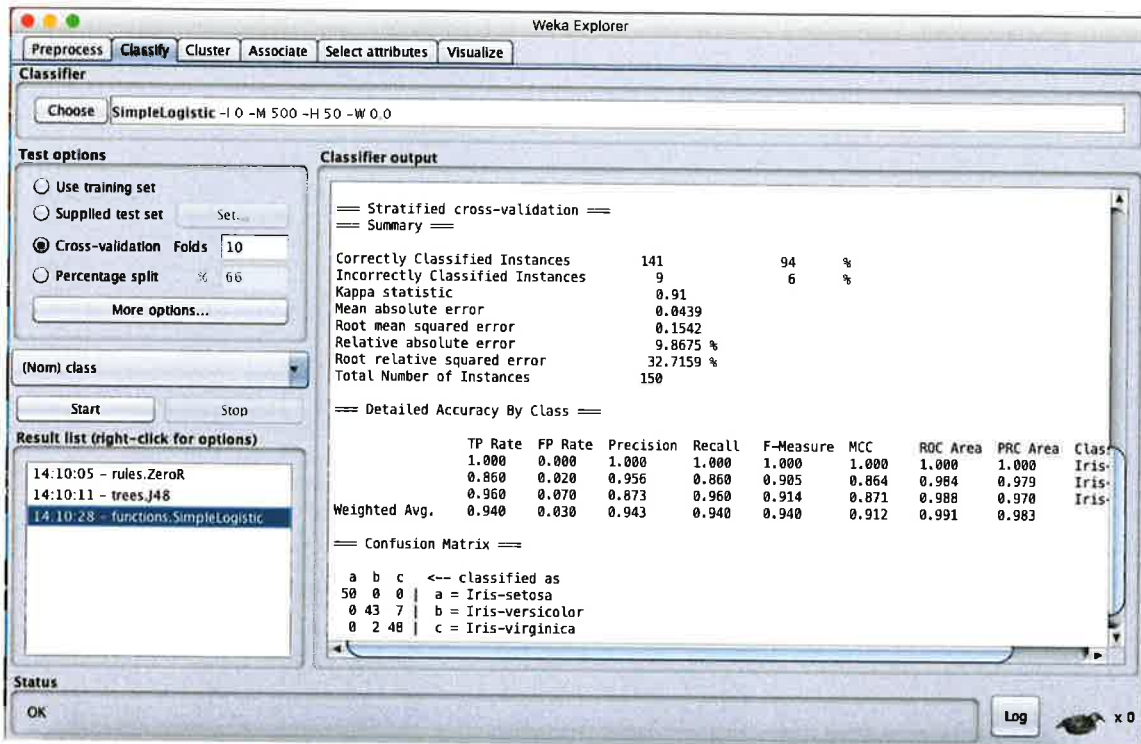 Weka Explorer
Preprocess Classify Cluster Associate Select attributes Visualize
Classifier
Choose SimpleLogistic -I 0 -M 500 -H 50 -W 0.0
Test options
Use training set
Supplied test set Set...
Cross-validation Folds 10
Percentage split % 66
More options...
(Nom) class
Start Stop
Result list (right-click for options)
14:10:05 - rules.ZeroR
14:10:11 - trees.J48
14:10:28 - functions.SimpleLogistic
Classifier output
=== Stratified cross-validation ===
=== Summary ===
Correctly Classified Instances 141 94 %
Incorrectly Classified Instances 9 6 %
Kappa statistic 0.91
Mean absolute error 0.0439
Root mean squared error 0.1542
Relative absolute error 9.8675 %
Root relative squared error 32.7159 %
Total Number of Instances 150
=== Detailed Accuracy By Class ===
TP Rate FP Rate Precision Recall F-Measure MCC ROC Area PRC Area Clas
1.000 0.000 1.000 1.000 1.000 1.000 1.000 1.000 Iris-
0.860 0.020 0.956 0.860 0.905 0.864 0.984 0.979 Iris-
0.960 0.070 0.873 0.960 0.914 0.871 0.988 0.970 Iris-
Weighted Avg. 0.940 0.030 0.943 0.940 0.940 0.912 0.991 0.983
=== Confusion Matrix ===
a b c <-- classified as
50 0 0 | a = Iris-setosa
0 43 7 | b = Iris-versicolor
0 2 48 | c = Iris-virginica
Status
OK
Log x 0